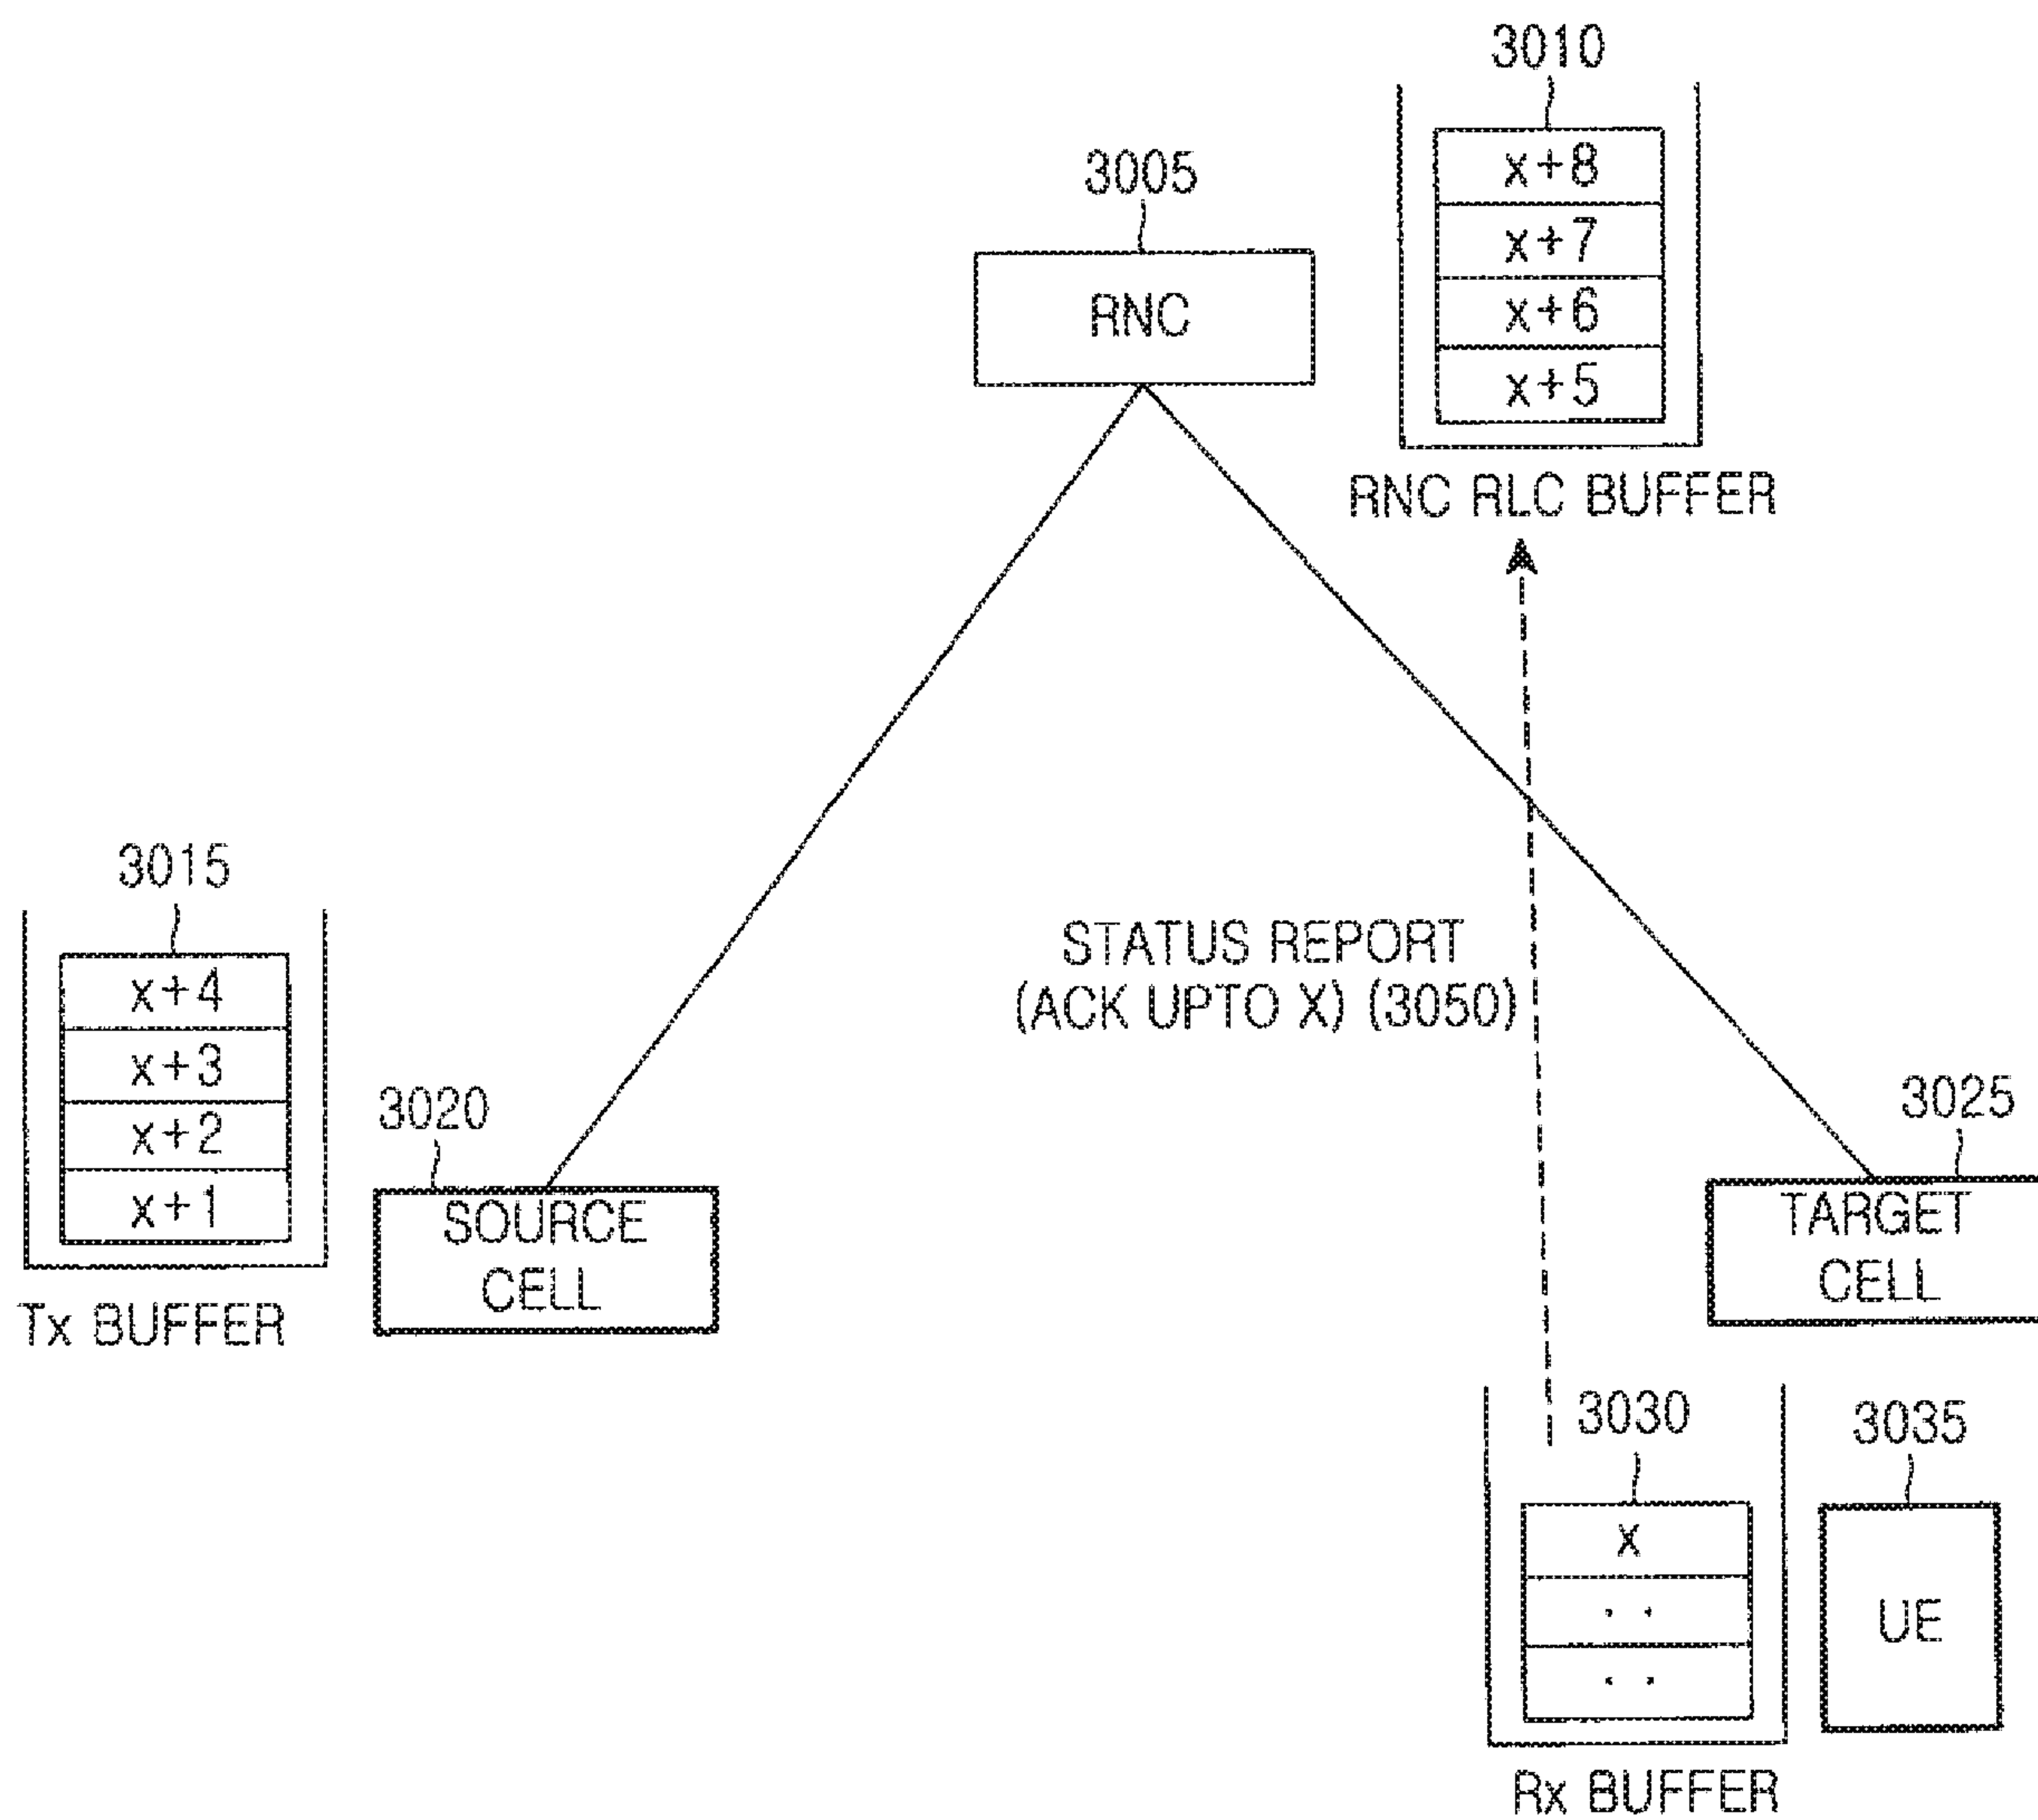 3010
x+8
x+7
x+6
x+5
RNC RLC BUFFER
3005
RNC
3015
x+4
x+3
x+2
x+1
Tx BUFFER
3020
SOURCE
CELL
STATUS REPORT
(ACK UPTO X) (3050)
3025
TARGET
CELL
3030
x
. .
. .
Rx BUFFER
3035
UE